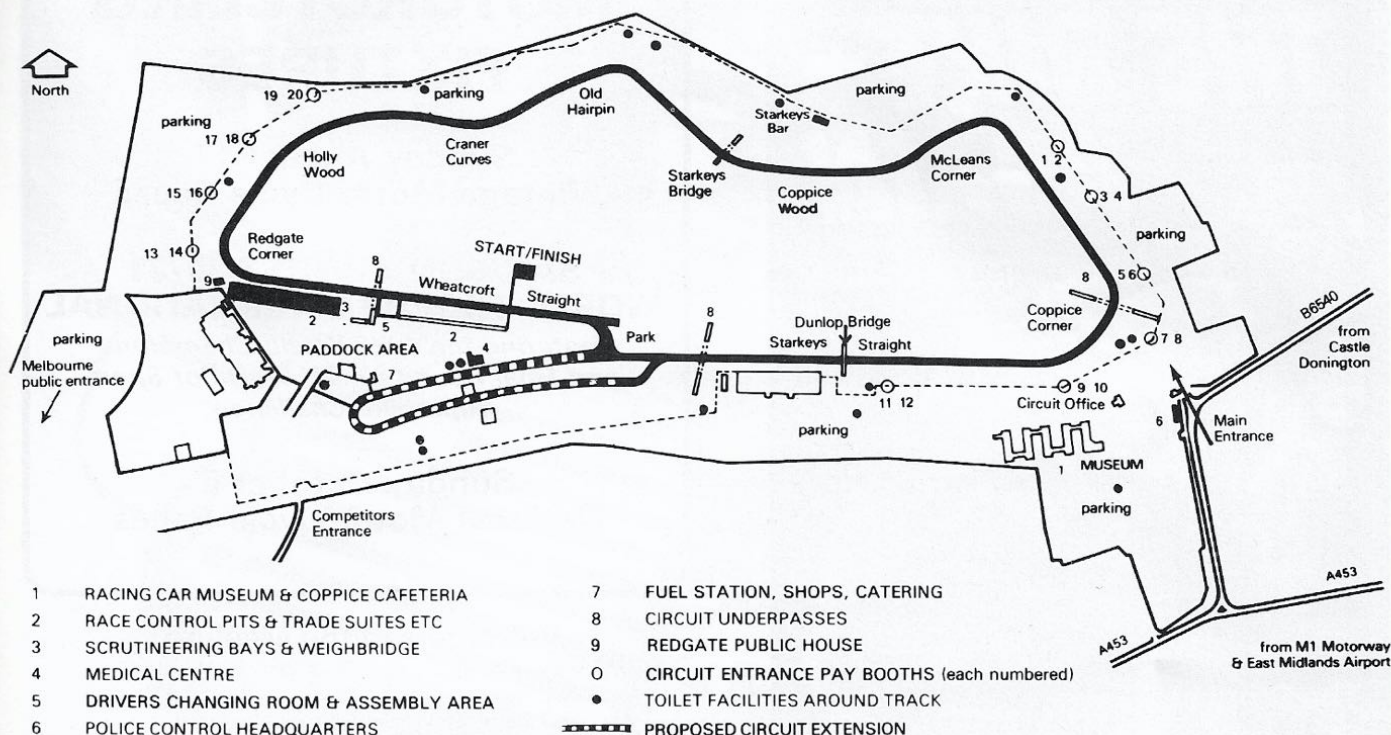 North
19 20
parking
17 18
15 16
13 14
9
parking
Melbourne
public entrance
Holly
Wood
Redgate
Corner
parking
Craner
Curves
Old
Hairpin
Starkeys
Bar
Starkeys
Bridge
Coppice
Wood
parking
McLeans
Corner
1 2
3 4
parking
5 6
8
Coppice
Corner
7 8
B6540
from
Castle
Donington
8
START/FINISH
Wheatcroft Straight
3
2
5
2
PADDOCK AREA
4
7
Park
8
Dunlop Bridge
Starkeys Straight
11 12
parking
9 10
Circuit Office
6
Main
Entrance
1
MUSEUM
parking
Competitors
Entrance
A453
A453
from M1 Motorway
& East Midlands Airport
1 RACING CAR MUSEUM & COPPICE CAFETERIA
2 RACE CONTROL PITS & TRADE SUITES ETC
3 SCRUTINEERING BAYS & WEIGHBRIDGE
4 MEDICAL CENTRE
5 DRIVERS CHANGING ROOM & ASSEMBLY AREA
6 POLICE CONTROL HEADQUARTERS
7 FUEL STATION, SHOPS, CATERING
8 CIRCUIT UNDERPASSES
9 REDGATE PUBLIC HOUSE
O CIRCUIT ENTRANCE PAY BOOTHS (each numbered)
● TOILET FACILITIES AROUND TRACK
PROPOSED CIRCUIT EXTENSION